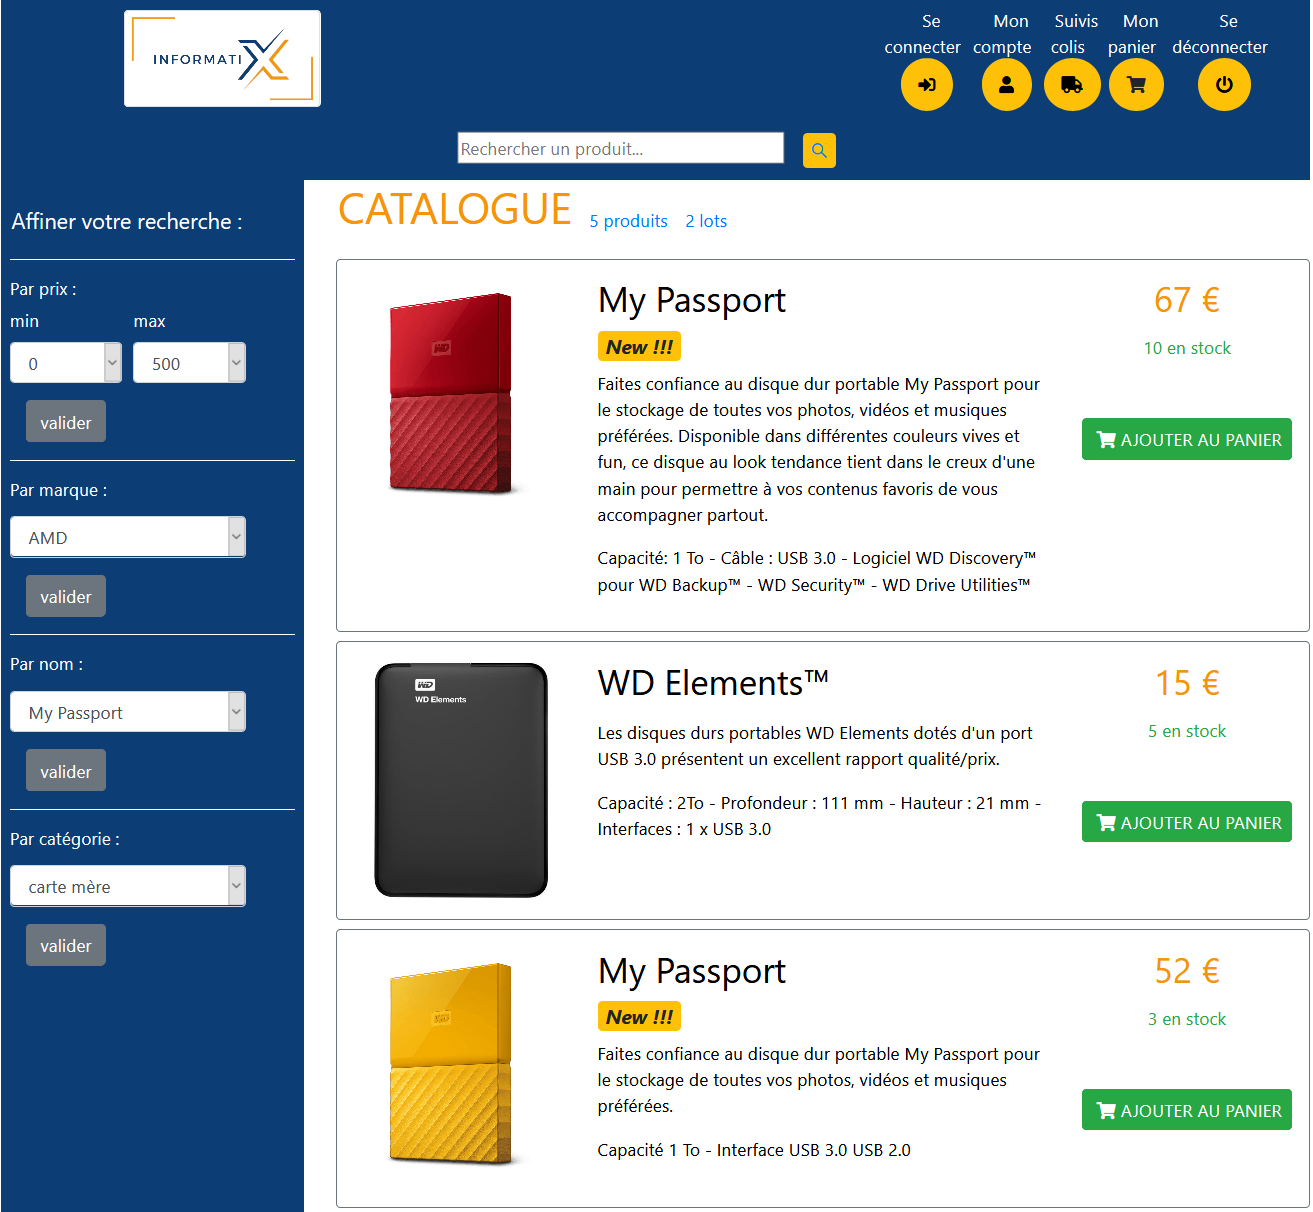 INFORMATI X
Se connecter
Mon compte
Suivis colis
Mon panier
Se déconnecter
Rechercher un produit...
Affiner votre recherche :
Par prix :
min max
0 500
valider
Par marque :
AMD
valider
Par nom :
My Passport
valider
Par catégorie :
carte mère
valider
CATALOGUE 5 produits 2 lots
WD
My Passport
New !!!
Faites confiance au disque dur portable My Passport pour
le stockage de toutes vos photos, vidéos et musiques
préférées. Disponible dans différentes couleurs vives et
fun, ce disque au look tendance tient dans le creux d'une
main pour permettre à vos contenus favoris de vous
accompagner partout.
Capacité: 1 To - Câble : USB 3.0 - Logiciel WD Discovery™
pour WD Backup™ - WD Security™ - WD Drive Utilities™
67 €
10 en stock
AJOUTER AU PANIER
WD
WD Elements
WD Elements™
Les disques durs portables WD Elements dotés d'un port
USB 3.0 présentent un excellent rapport qualité/prix.
Capacité : 2To - Profondeur : 111 mm - Hauteur : 21 mm -
Interfaces : 1 x USB 3.0
15 €
5 en stock
AJOUTER AU PANIER
WD
My Passport
New !!!
Faites confiance au disque dur portable My Passport pour
le stockage de toutes vos photos, vidéos et musiques
préférées.
Capacité 1 To - Interface USB 3.0 USB 2.0
52 €
3 en stock
AJOUTER AU PANIER